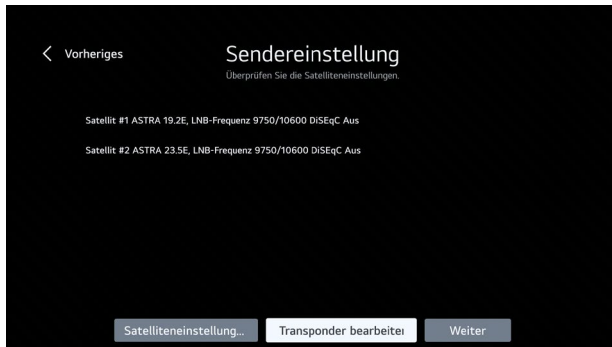 Vorheriges
Sendereinstellung
Überprüfen Sie die Satelliteneinstellungen.
Satellit #1 ASTRA 19.2E, LNB-Frequenz 9750/10600 DiSEqC Aus
Satellit #2 ASTRA 23.5E, LNB-Frequenz 9750/10600 DiSEqC Aus
Satelliteneinstellung... Transponder bearbeiter Weiter